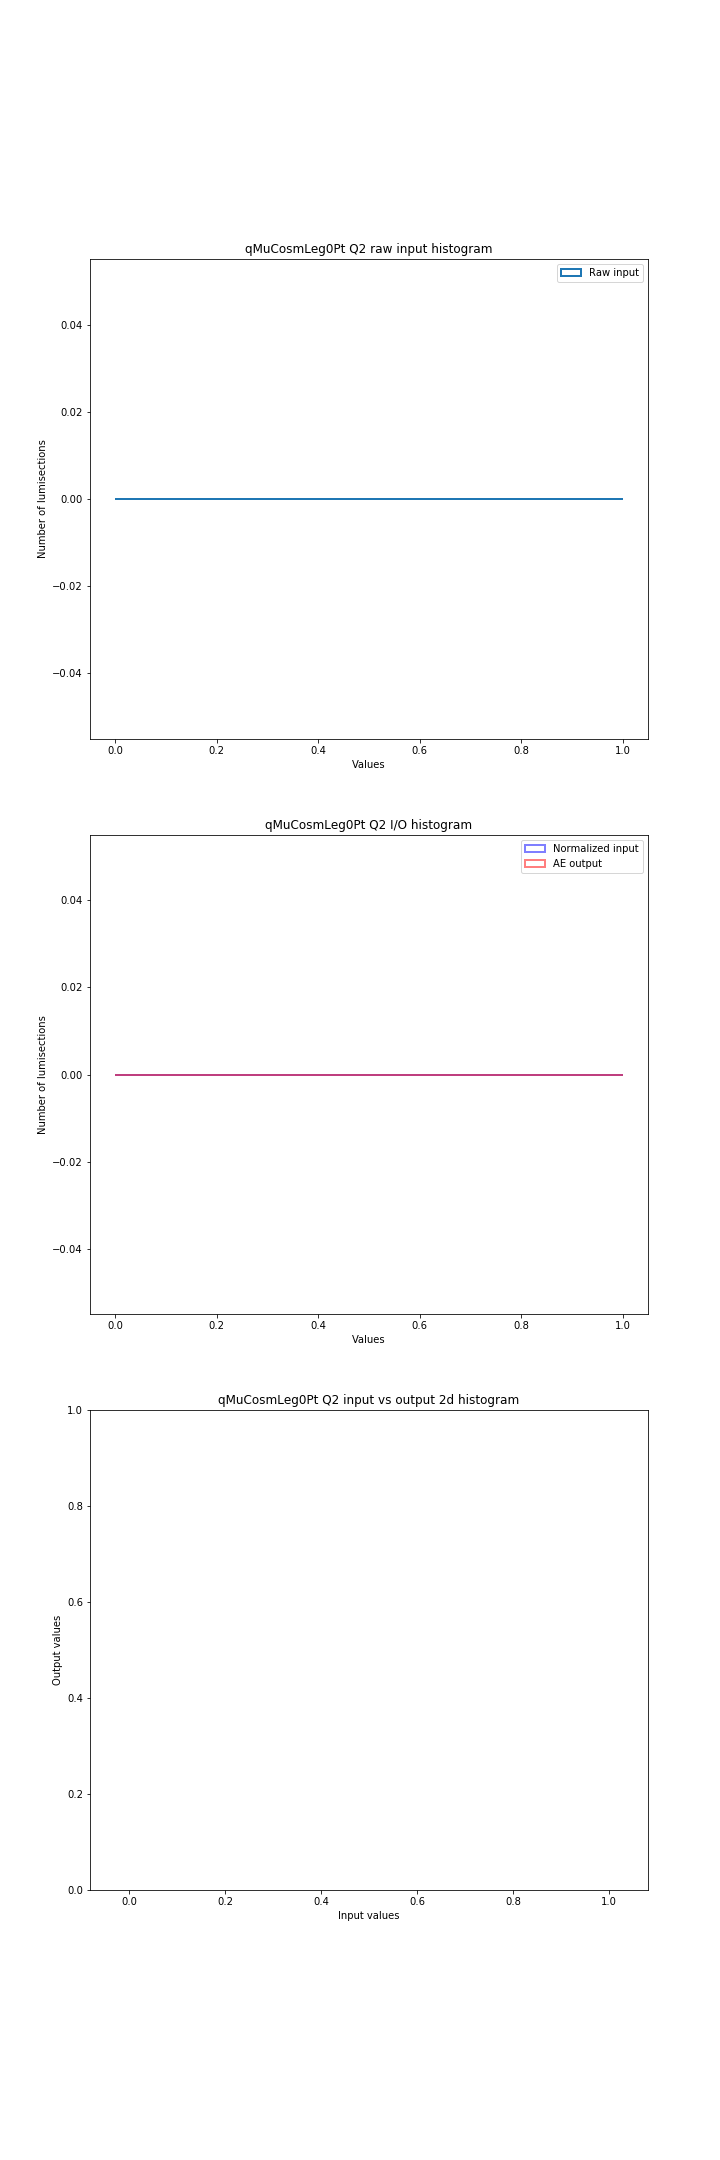 qMuCosmLeg0Pt Q2 raw input histogram
Raw input
0.04
0.02
0.00
−0.02
−0.04
Number of lumisections
0.0 0.2 0.4 0.6 0.8 1.0
Values
qMuCosmLeg0Pt Q2 I/O histogram
Normalized input
AE output
0.04
0.02
0.00
−0.02
−0.04
Number of lumisections
0.0 0.2 0.4 0.6 0.8 1.0
Values
qMuCosmLeg0Pt Q2 input vs output 2d histogram
1.0
0.8
0.6
0.4
0.2
0.0
Output values
0.0 0.2 0.4 0.6 0.8 1.0
Input values